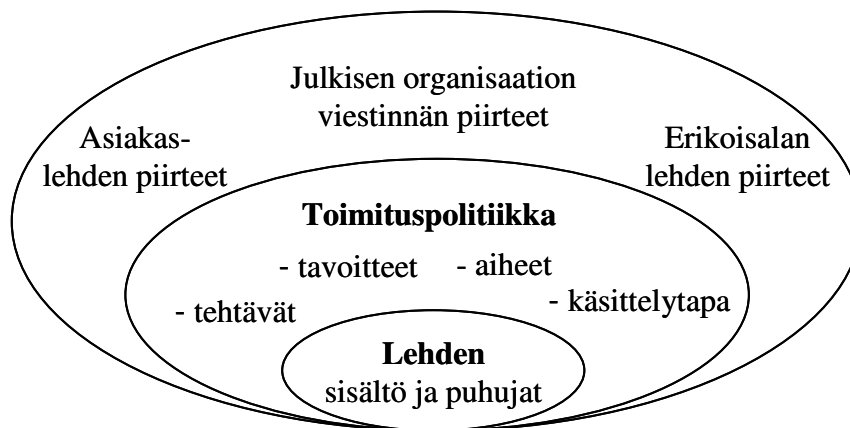 Julkisen organisaation
viestinnän piirteet
Asiakas-
lehden piirteet
Erikoisalan
lehden piirteet
Toimituspolitiikka
- tavoitteet - aiheet
- tehtävät - käsittelytapa
Lehden
sisältö ja puhujat